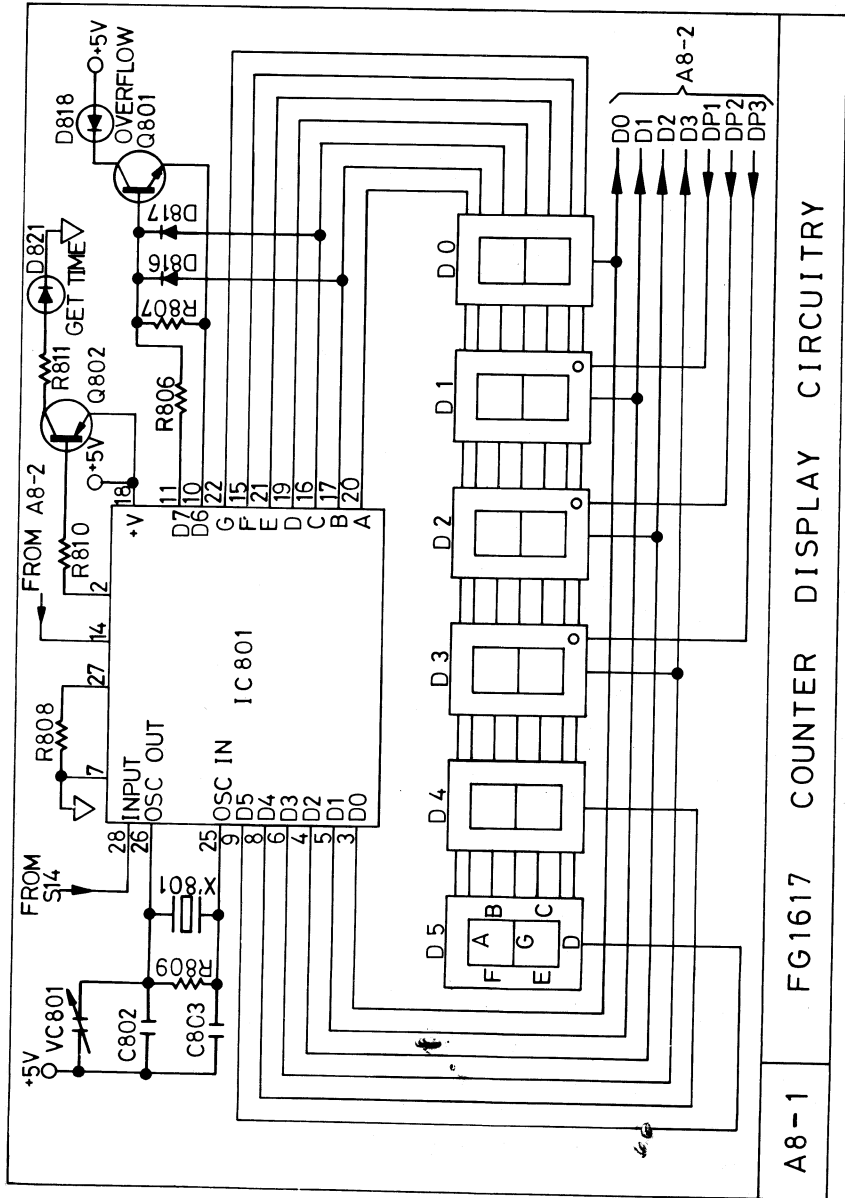 +5V
VC801
C802
C803
R809
X'801
FROM
S14
28
INPUT
26
OSC OUT
25
OSC IN
9
D5
8
D4
6
D3
4
D2
5
D1
3
D0
R808
7
27
14
FROM A8-2
2
R810
IC801
+5V
18
+V
Q802
R811
D821
GET TIME
11
D7
10
D6
22
G
15
F
21
E
19
D
16
C
17
B
20
A
R806
R807
D816
D817
Q801
OVERFLOW
D818
+5V
D5
A
B
C
D
E
F
G
D4
D3
D2
D1
D0
D0
D1
D2
D3
DP1
DP2
DP3
A8-2
A8-1
FG1617 COUNTER DISPLAY CIRCUITRY